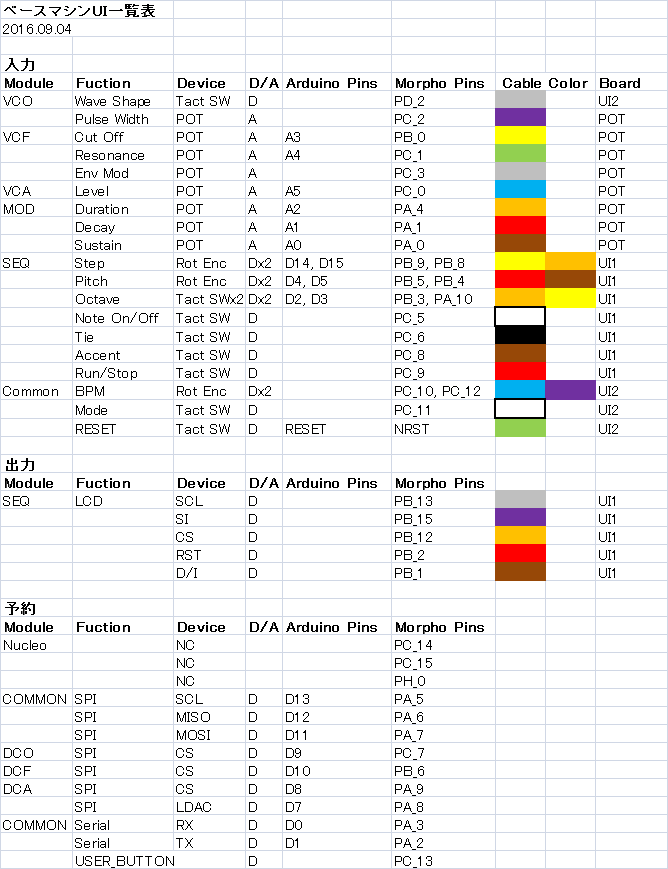 ベースマシンUI一覧表
2016.09.04
入力
Module Fuction Device D/A Arduino Pins Morpho Pins Cable Color Board
VCO Wave Shape Tact SW D PD_2 UI2
Pulse Width POT A PC_2 POT
VCF Cut Off POT A A3 PB_0 POT
Resonance POT A A4 PC_1 POT
Env Mod POT A PC_3 POT
VCA Level POT A A5 PC_0 POT
MOD Duration POT A A2 PA_4 POT
Decay POT A A1 PA_1 POT
Sustain POT A A0 PA_0 POT
SEQ Step Rot Enc Dx2 D14, D15 PB_9, PB_8 UI1
Pitch Rot Enc Dx2 D4, D5 PB_5, PB_4 UI1
Octave Tact SWx2 Dx2 D2, D3 PB_3, PA_10 UI1
Note On/Off Tact SW D PC_5 UI1
Tie Tact SW D PC_6 UI1
Accent Tact SW D PC_8 UI1
Run/Stop Tact SW D PC_9 UI1
Common BPM Rot Enc Dx2 PC_10, PC_12 UI2
Mode Tact SW D PC_11 UI2
RESET Tact SW D RESET NRST UI2
出力
Module Fuction Device D/A Arduino Pins Morpho Pins
SEQ LCD SCL D PB_13 UI1
SI D PB_15 UI1
CS D PB_12 UI1
RST D PB_2 UI1
D/I D PB_1 UI1
予約
Module Fuction Device D/A Arduino Pins Morpho Pins
Nucleo NC PC_14
NC PC_15
NC PH_0
COMMON SPI SCL D D13 PA_5
SPI MISO D D12 PA_6
SPI MOSI D D11 PA_7
DCO SPI CS D D9 PC_7
DCF SPI CS D D10 PB_6
DCA SPI CS D D8 PA_9
SPI LDAC D D7 PA_8
COMMON Serial RX D D0 PA_3
Serial TX D D1 PA_2
USER_BUTTON D PC_13